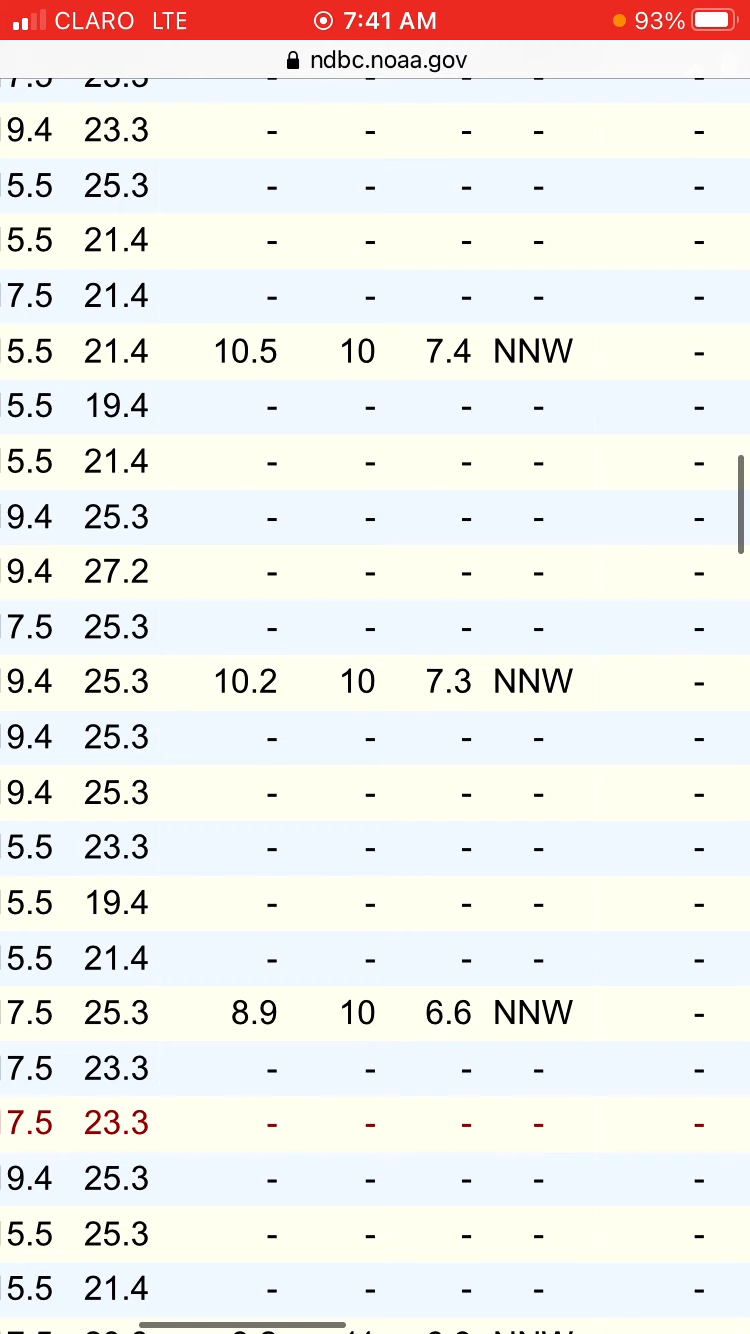 CLARO LTE 7:41 AM 93%
ndbc.noaa.gov
9.4 23.3 - - - - -
5.5 25.3 - - - - -
5.5 21.4 - - - - -
7.5 21.4 - - - - -
5.5 21.4 10.5 10 7.4 NNW -
5.5 19.4 - - - - -
5.5 21.4 - - - - -
9.4 25.3 - - - - -
9.4 27.2 - - - - -
7.5 25.3 - - - - -
9.4 25.3 10.2 10 7.3 NNW -
9.4 25.3 - - - - -
9.4 25.3 - - - - -
5.5 23.3 - - - - -
5.5 19.4 - - - - -
5.5 21.4 - - - - -
7.5 25.3 8.9 10 6.6 NNW -
7.5 23.3 - - - - -
7.5 23.3 - - - - -
9.4 25.3 - - - - -
5.5 25.3 - - - - -
5.5 21.4 - - - - -